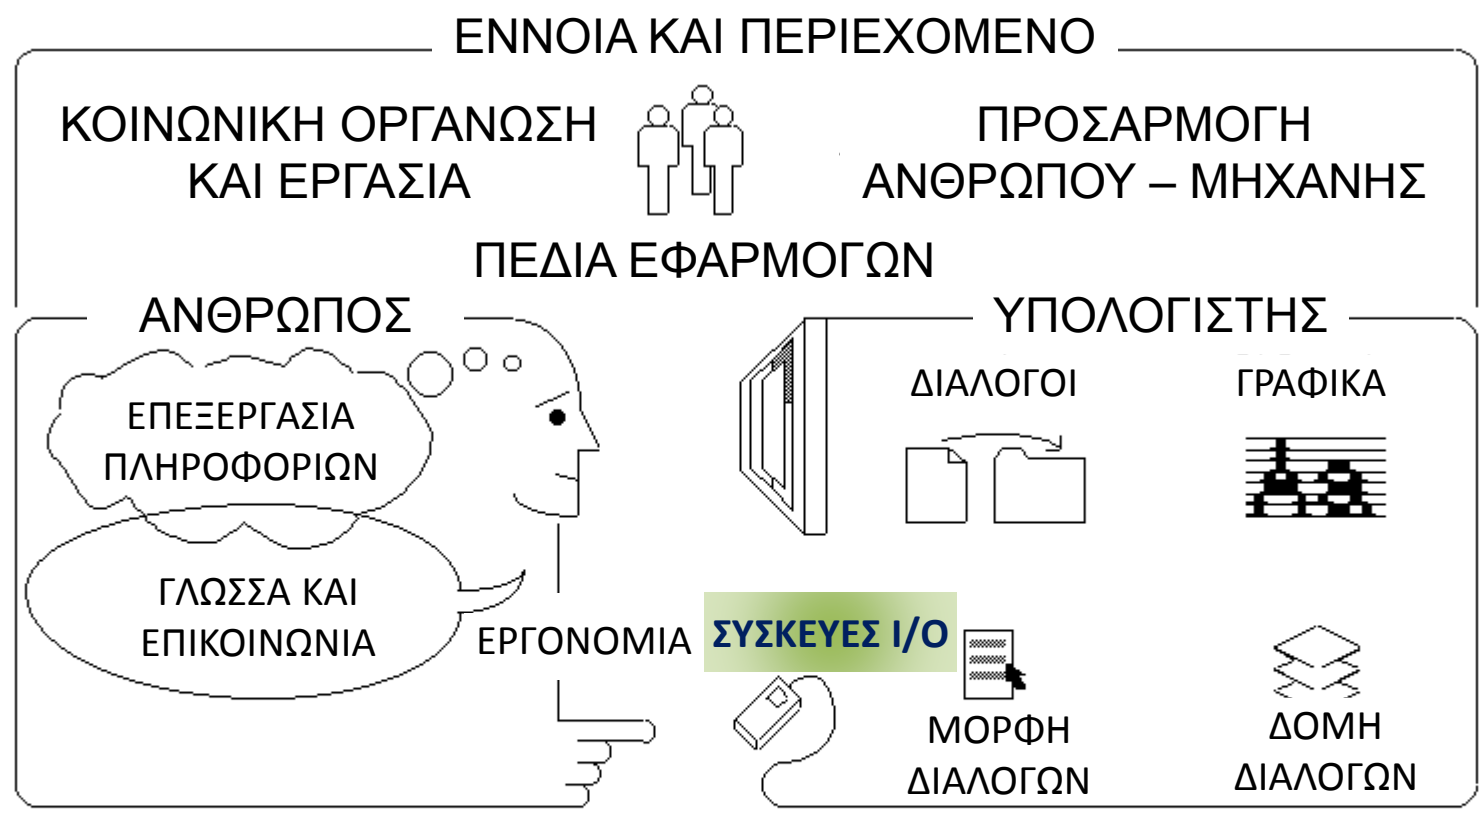 ΕΝΝΟΙΑ ΚΑΙ ΠΕΡΙΕΧΟΜΕΝΟ
ΚΟΙΝΩΝΙΚΗ ΟΡΓΑΝΩΣΗ
ΚΑΙ ΕΡΓΑΣΙΑ
ΠΡΟΣΑΡΜΟΓΗ
ΑΝΘΡΩΠΟΥ – ΜΗΧΑΝΗΣ
ΠΕΔΙΑ ΕΦΑΡΜΟΓΩΝ
ΑΝΘΡΩΠΟΣ
ΕΠΕΞΕΡΓΑΣΙΑ
ΠΛΗΡΟΦΟΡΙΩΝ
ΓΛΩΣΣΑ ΚΑΙ
ΕΠΙΚΟΙΝΩΝΙΑ
ΕΡΓΟΝΟΜΙΑ
ΣΥΣΚΕΥΕΣ I/O
ΥΠΟΛΟΓΙΣΤΗΣ
ΔΙΑΛΟΓΟΙ
ΓΡΑΦΙΚΑ
ΜΟΡΦΗ
ΔΙΑΛΟΓΩΝ
ΔΟΜΗ
ΔΙΑΛΟΓΩΝ